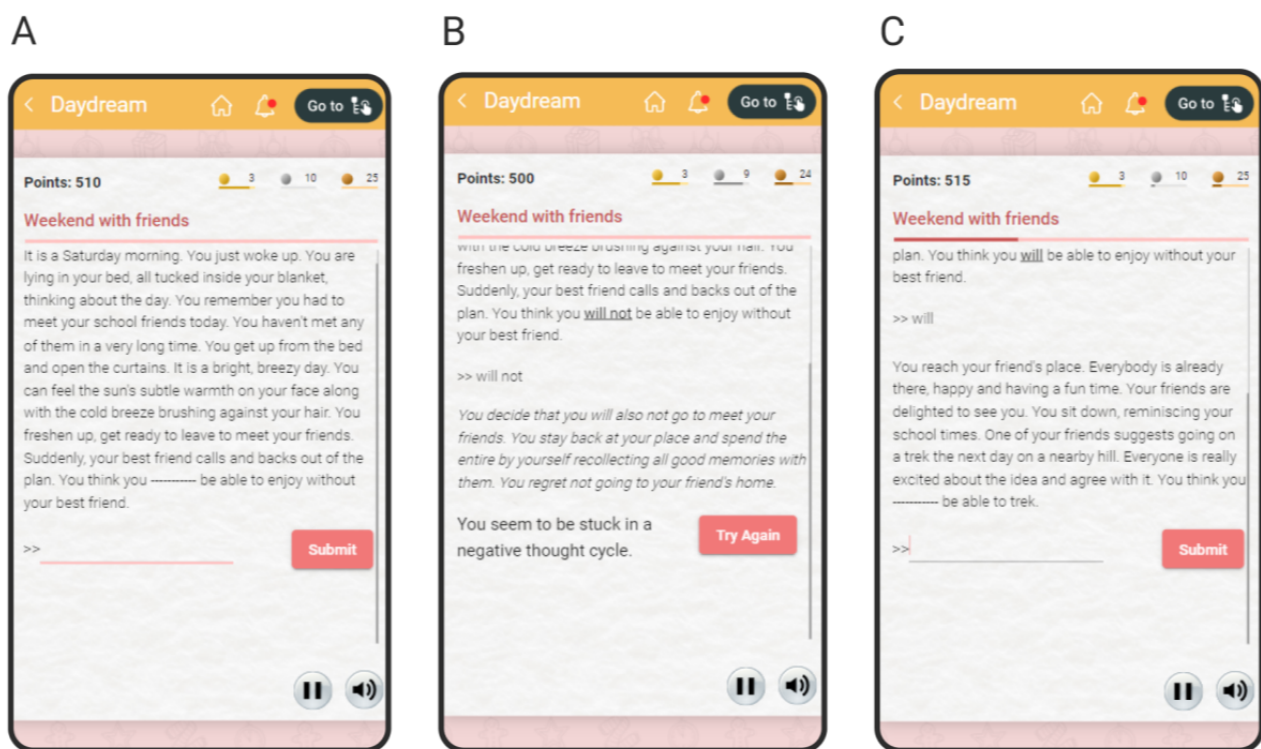 A
B
C
Daydream
Go to
Points: 510
3
10
25
Weekend with friends
It is a Saturday morning. You just woke up. You are
lying in your bed, all tucked inside your blanket,
thinking about the day. You remember you had to
meet your school friends today. You haven't met any
of them in a very long time. You get up from the bed
and open the curtains. It is a bright, breezy day. You
can feel the sun's subtle warmth on your face along
with the cold breeze brushing against your hair. You
freshen up, get ready to leave to meet your friends.
Suddenly, your best friend calls and backs out of the
plan. You think you ----------- be able to enjoy without
your best friend.
>>
Submit
Daydream
Go to
Points: 500
3
9
24
Weekend with friends
with the cold breeze brushing against your hair. You
freshen up, get ready to leave to meet your friends.
Suddenly, your best friend calls and backs out of the
plan. You think you will not be able to enjoy without
your best friend.
>> will not
You decide that you will also not go to meet your
friends. You stay back at your place and spend the
entire by yourself recollecting all good memories with
them. You regret not going to your friend's home.
You seem to be stuck in a
negative thought cycle.
Try Again
Daydream
Go to
Points: 515
3
10
25
Weekend with friends
plan. You think you will be able to enjoy without your
best friend.
>> will
You reach your friend's place. Everybody is already
there, happy and having a fun time. Your friends are
delighted to see you. You sit down, reminiscing your
school times. One of your friends suggests going on
a trek the next day on a nearby hill. Everyone is really
excited about the idea and agree with it. You think you
----------- be able to trek.
>>
Submit